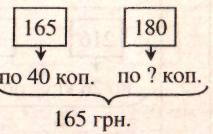 165 180
по 40 коп. по ? коп.
165 грн.